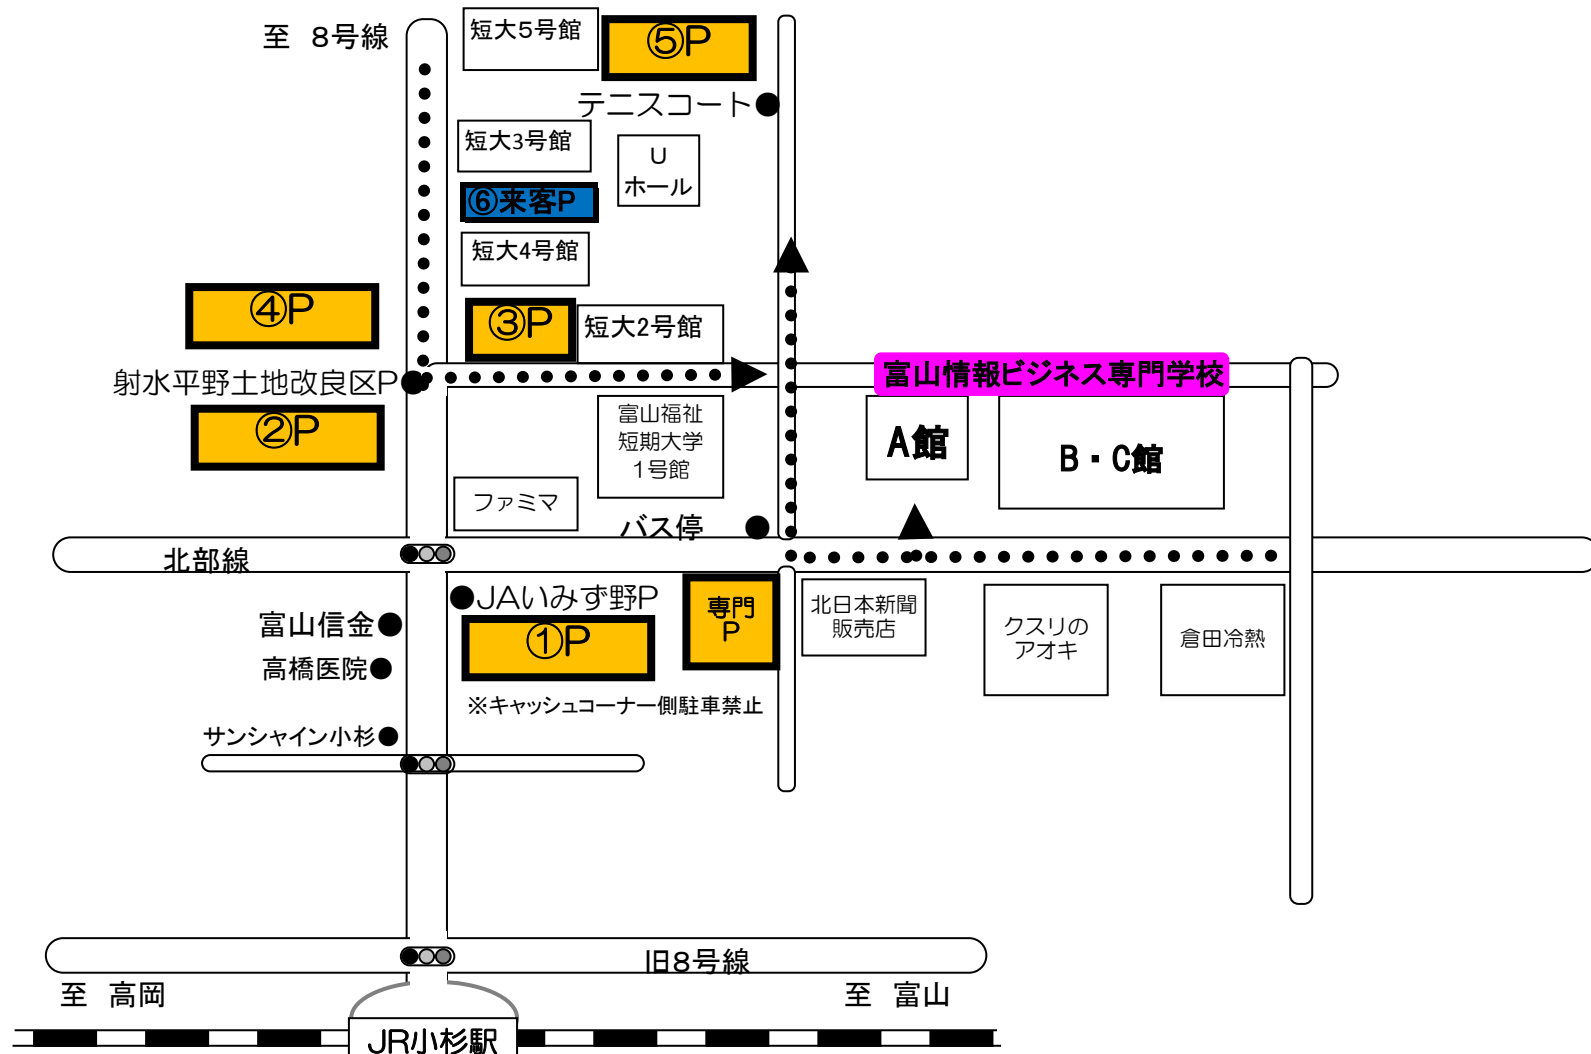 至 8号線
短大5号館
⑤P
テニスコート
短大3号館
U
ホール
⑥来客P
短大4号館
④P
③P
短大2号館
射水平野土地改良区P
富山情報ビジネス専門学校
②P
富山福祉
短期大学
1号館
A館
B・C館
ファミマ
バス停
北部線
JAいみず野P
専門
P
北日本新聞
販売店
クスリの
アオキ
倉田冷熱
富山信金
①P
高橋医院
※キャッシュコーナー側駐車禁止
サンシャイン小杉
旧8号線
至 高岡
至 富山
JR小杉駅